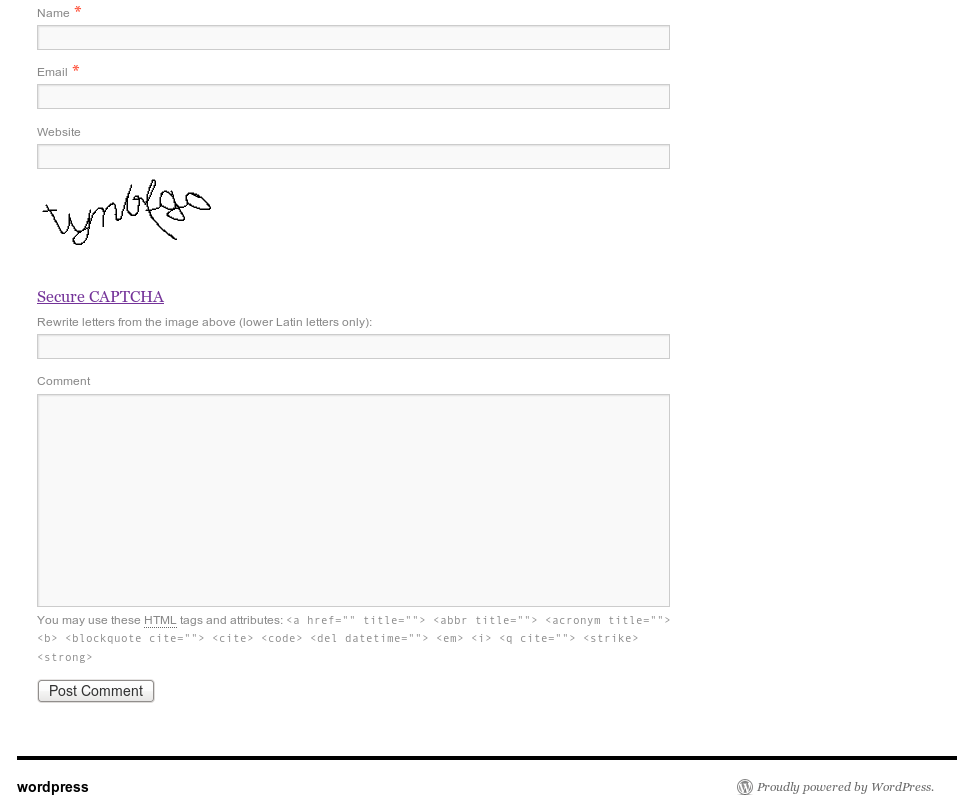 Name *
Email *
Website
Secure CAPTCHA
Rewrite letters from the image above (lower Latin letters only):
Comment
You may use these HTML tags and attributes: <a href="" title=""> <abbr title=""> <acronym title="">
<b> <blockquote cite=""> <cite> <code> <del datetime=""> <em> <i> <q cite=""> <strike>
<strong>
Post Comment
wordpress
Proudly powered by WordPress.